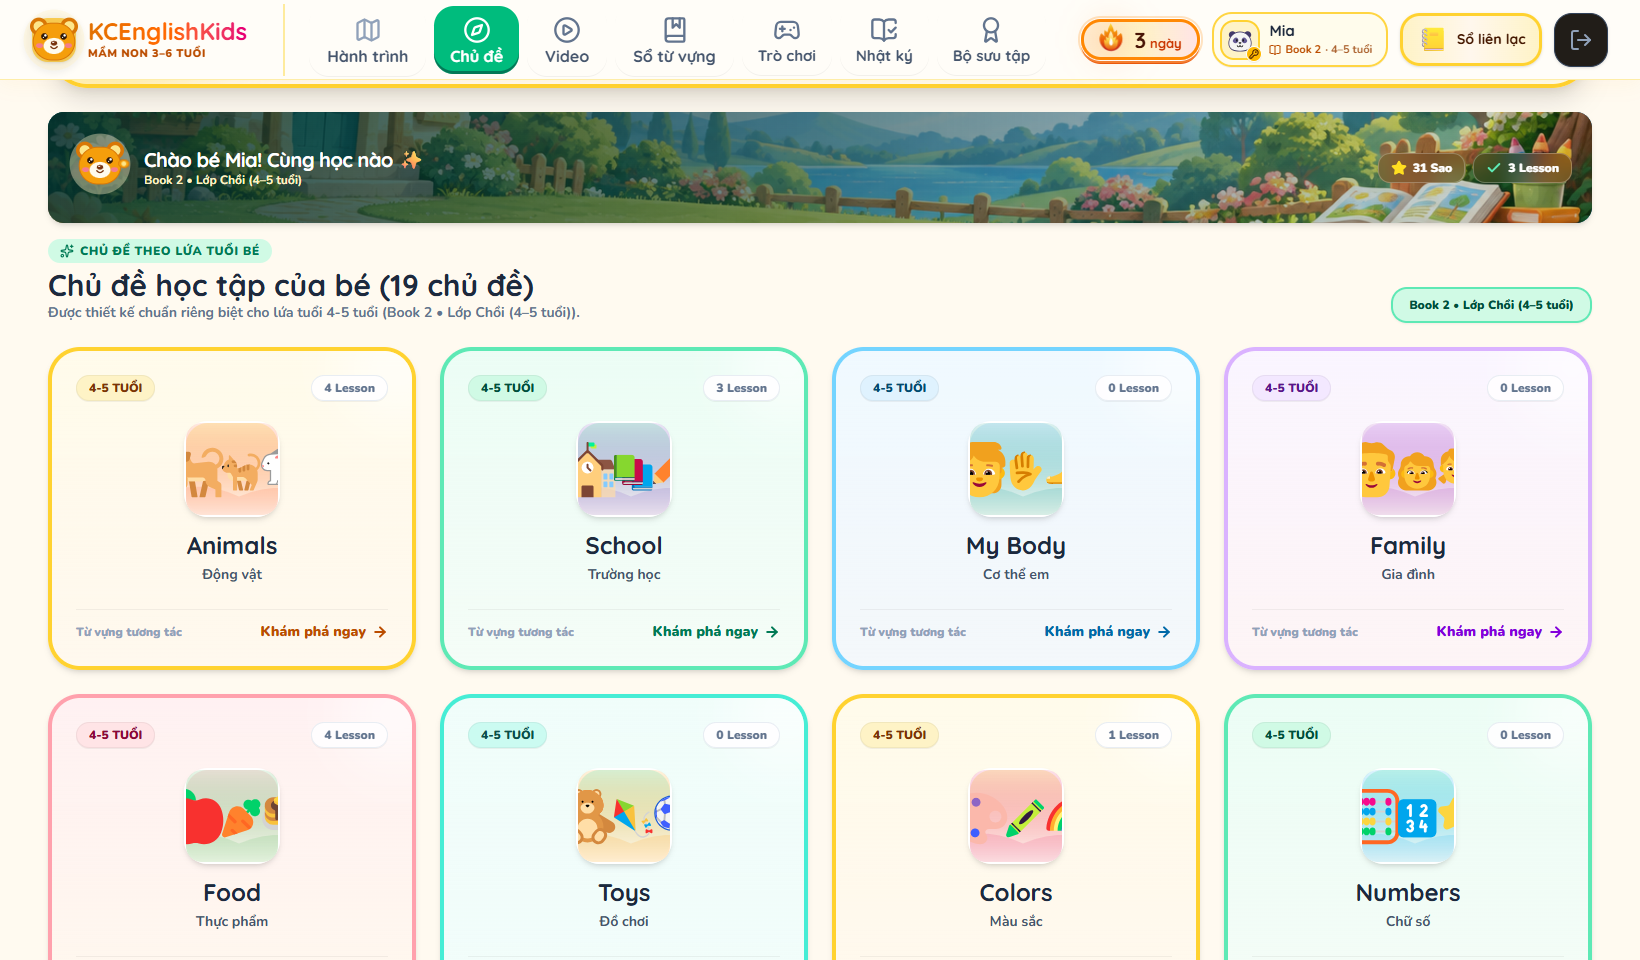 KCEnglishKids
MẦM NON 3–6 TUỔI
Hành trình
Chủ đề
Video
Sổ từ vựng
Trò chơi
Nhật ký
Bộ sưu tập
3 ngày
Mia
Book 2 · 4–5 tuổi
Sổ liên lạc
Chào bé Mia! Cùng học nào ✨
Book 2 • Lớp Chồi (4–5 tuổi)
31 Sao
3 Lesson
CHỦ ĐỀ THEO LỨA TUỔI BÉ
Chủ đề học tập của bé (19 chủ đề)
Được thiết kế chuẩn riêng biệt cho lứa tuổi 4-5 tuổi (Book 2 • Lớp Chồi (4–5 tuổi)).
Book 2 • Lớp Chồi (4–5 tuổi)
4-5 TUỔI
4 Lesson
Animals
Động vật
Từ vựng tương tác
Khám phá ngay →
4-5 TUỔI
3 Lesson
School
Trường học
Từ vựng tương tác
Khám phá ngay →
4-5 TUỔI
0 Lesson
My Body
Cơ thể em
Từ vựng tương tác
Khám phá ngay →
4-5 TUỔI
0 Lesson
Family
Gia đình
Từ vựng tương tác
Khám phá ngay →
4-5 TUỔI
4 Lesson
Food
Thực phẩm
4-5 TUỔI
0 Lesson
Toys
Đồ chơi
4-5 TUỔI
1 Lesson
Colors
Màu sắc
4-5 TUỔI
0 Lesson
1 2
3 4
Numbers
Chữ số